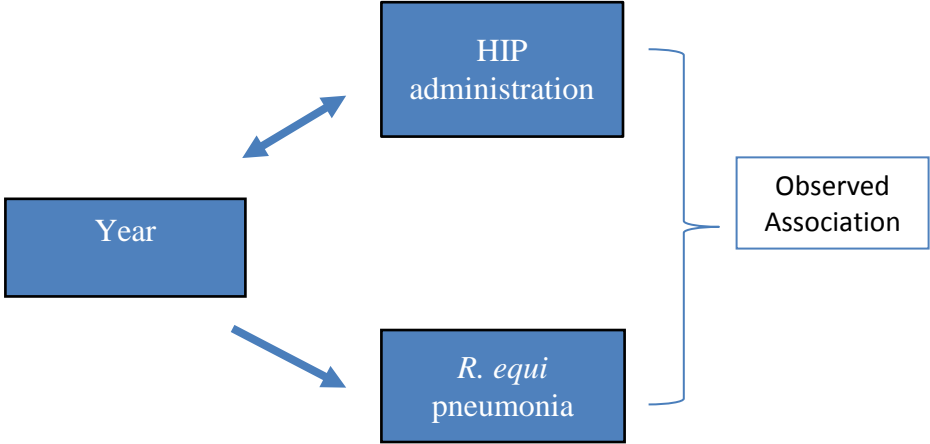 HIP
administration
Year
Observed
Association
R. equi
pneumonia